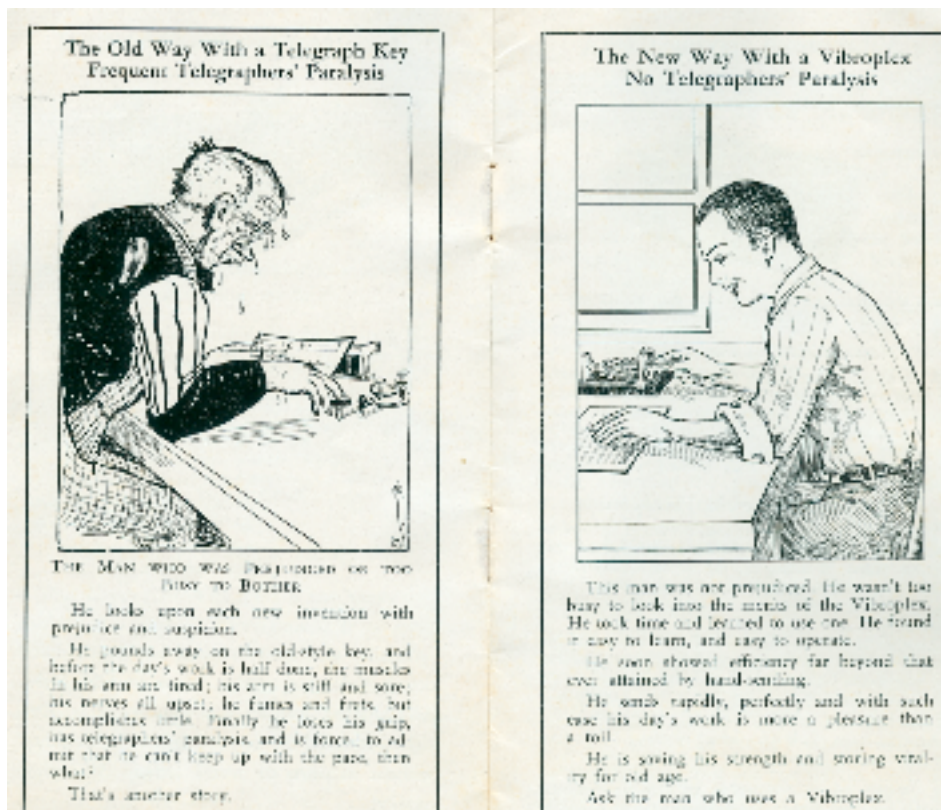 The Old Way With a Telegraph Key
Frequent Telegraphers' Paralysis
THE MAN WHO WAS PREJUDICED OR TOO
BUSY TO BOTHER
He looks upon each new invention with
prejudice and suspicion.
He pounds away on the old-style key, and
before the day's work is half done, the muscles
in his arm are tired; his arm is stiff and sore,
his nerves all upset; he fumes and frets, but
accomplishes little. Finally he loses his grip,
has telegraphers' paralysis, and is forced to ad-
mit that he can't keep up with the pace, then
what?
That's another story.
The New Way With a Vibroplex
No Telegraphers' Paralysis
This man was not prejudiced. He wasn't too
busy to look into the merits of the Vibroplex.
He took time and learned to use one. He found
it easy to learn, and easy to operate.
He soon showed efficiency far beyond that
ever attained by hand-sending.
He sends rapidly, perfectly and with such
ease his day's work is more a pleasure than
a toil.
He is saving his strength and storing vital-
ity for old age.
Ask the man who uses a Vibroplex.